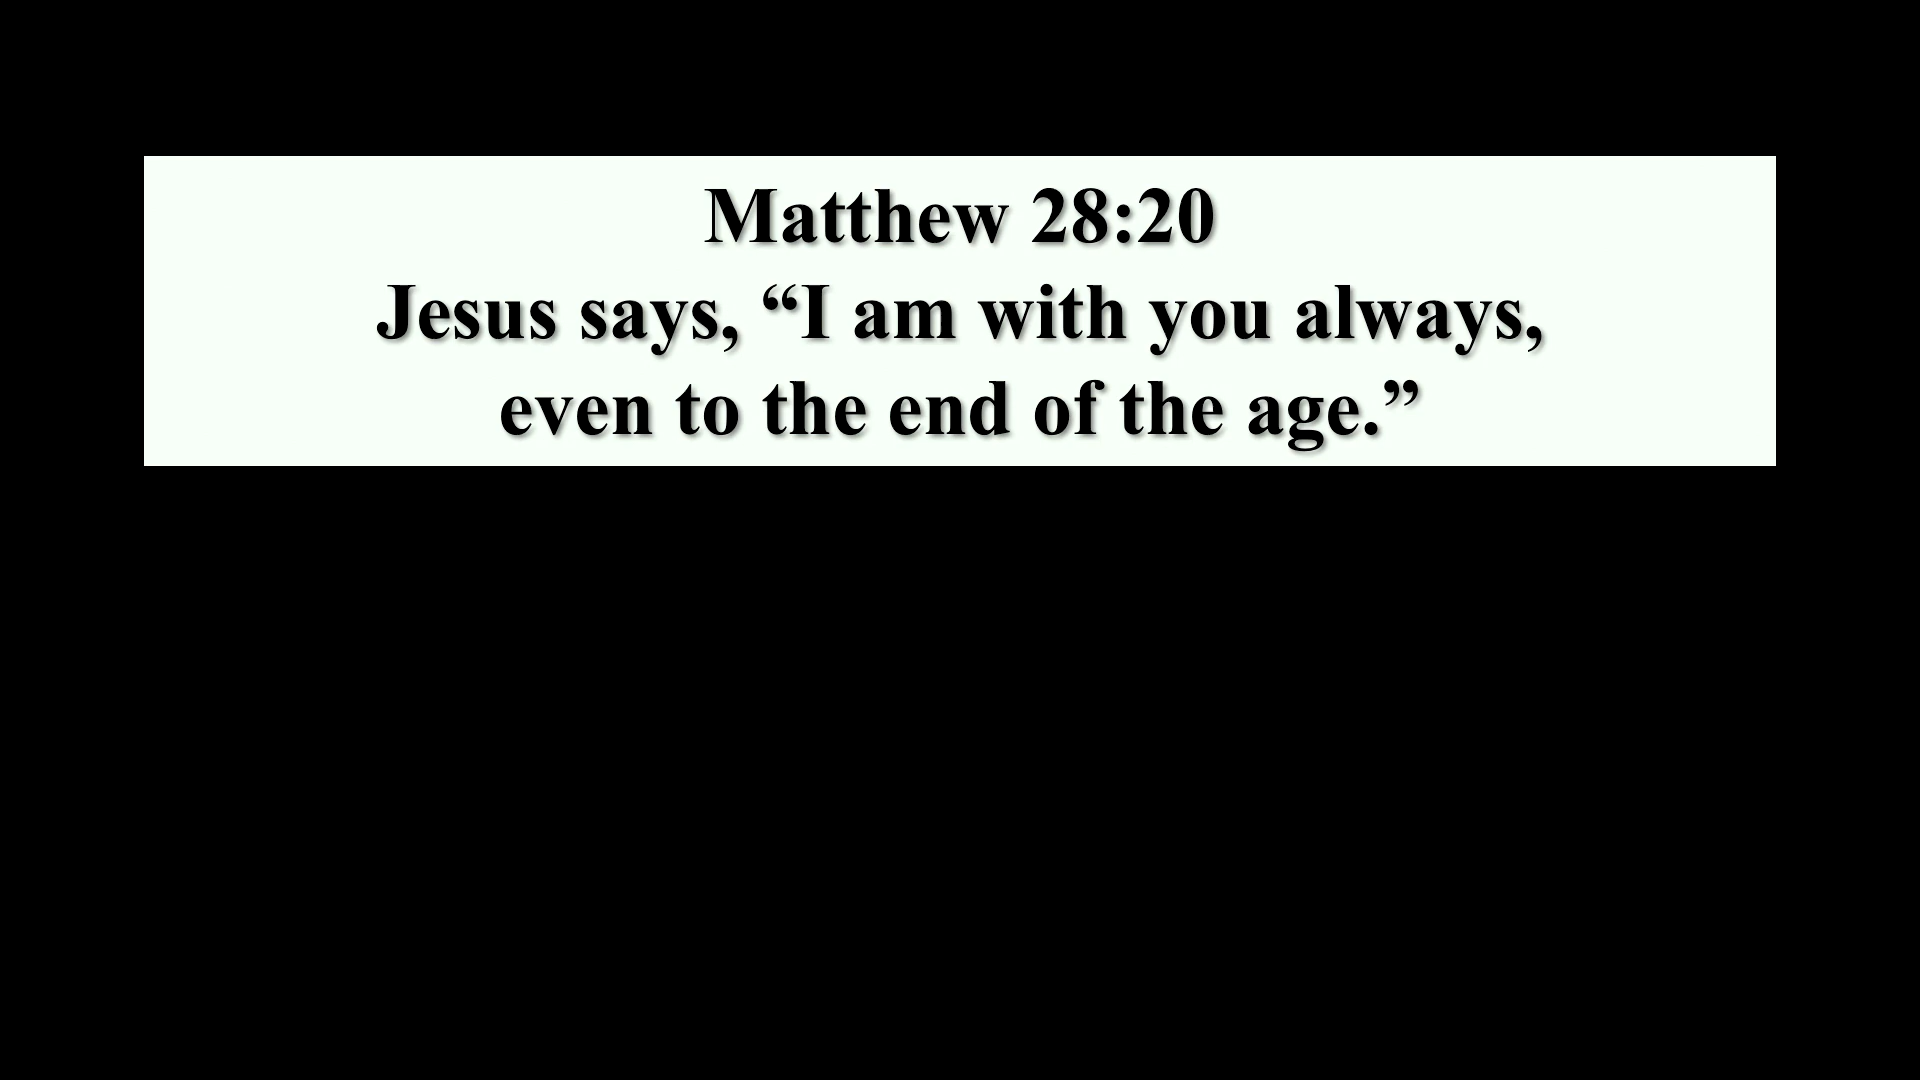 Matthew 28:20
Jesus says, “I am with you always,
even to the end of the age.”